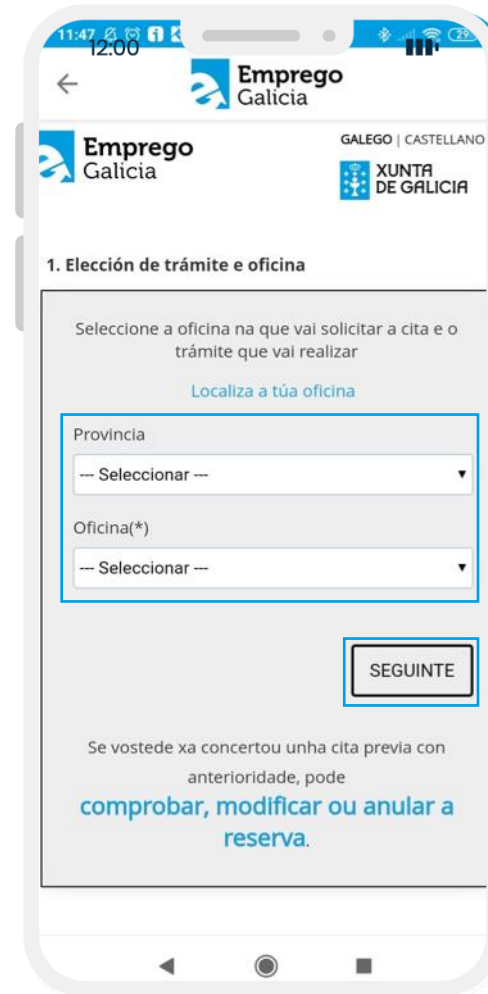 11:47
29
12:00
Emprego
Galicia
Emprego
Galicia
GALEGO | CASTELLANO
XUNTA
DE GALICIA
1. Elección de trámite e oficina
Seleccione a oficina na que vai solicitar a cita e o
trámite que vai realizar
Localiza a túa oficina
Provincia
--- Seleccionar ---
Oficina(*)
--- Seleccionar ---
SEGUINTE
Se vostede xa concertou unha cita previa con
anterioridade, pode
comprobar, modificar ou anular a
reserva.